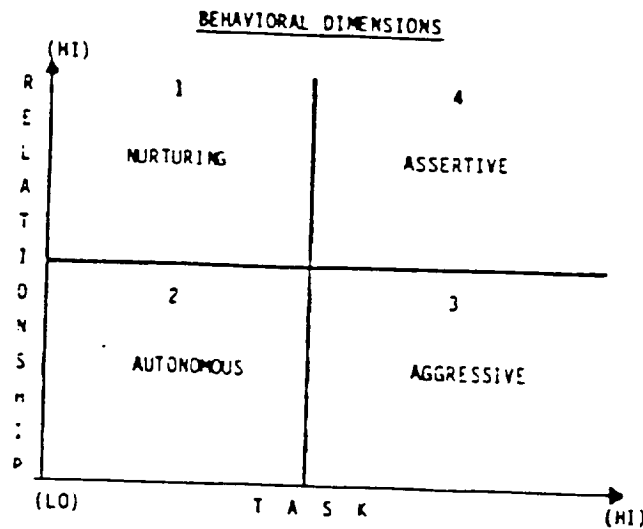 BEHAVIORAL DIMENSIONS
(HI)
RELATIONSHIP
1
NURTURING
4
ASSERTIVE
2
AUTONOMOUS
3
AGGRESSIVE
(LO)
TASK
(HI)